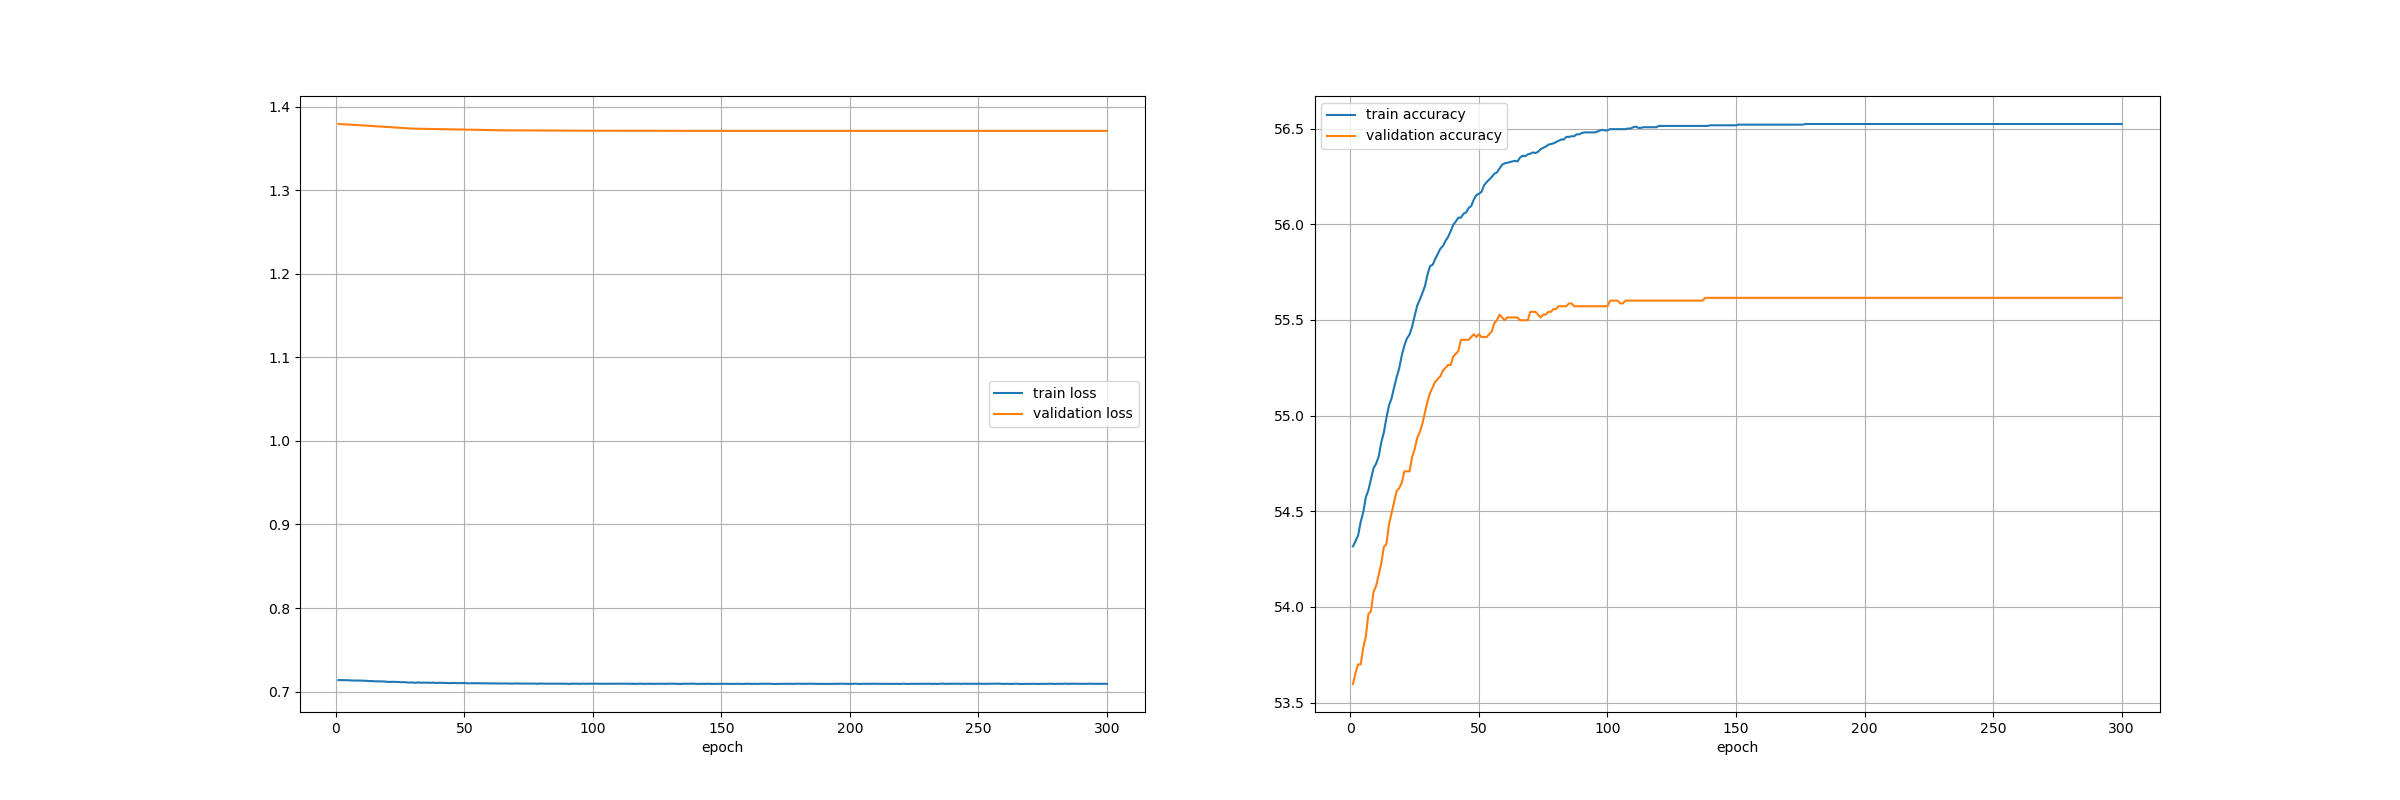 1.4
1.3
1.2
1.1
1.0
0.9
0.8
0.7
0 50 100 150 200 250 300
epoch
train loss
validation loss
train accuracy
validation accuracy
56.5
56.0
55.5
55.0
54.5
54.0
53.5
0 50 100 150 200 250 300
epoch